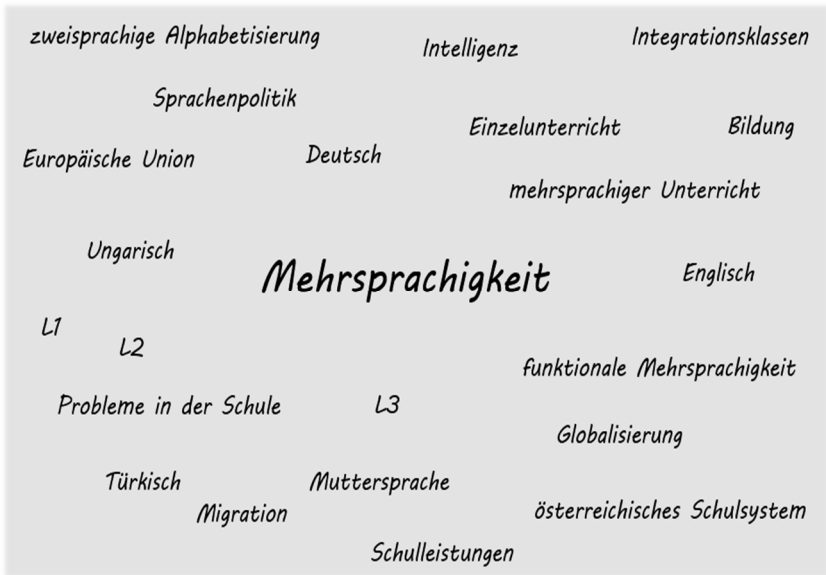 zweisprachige Alphabetisierung
Intelligenz
Integrationsklassen
Sprachenpolitik
Einzelunterricht
Bildung
Europäische Union
Deutsch
mehrsprachiger Unterricht
Ungarisch
Mehrsprachigkeit
Englisch
L1
L2
funktionale Mehrsprachigkeit
Probleme in der Schule
L3
Globalisierung
Türkisch
Muttersprache
Migration
österreichisches Schulsystem
Schulleistungen